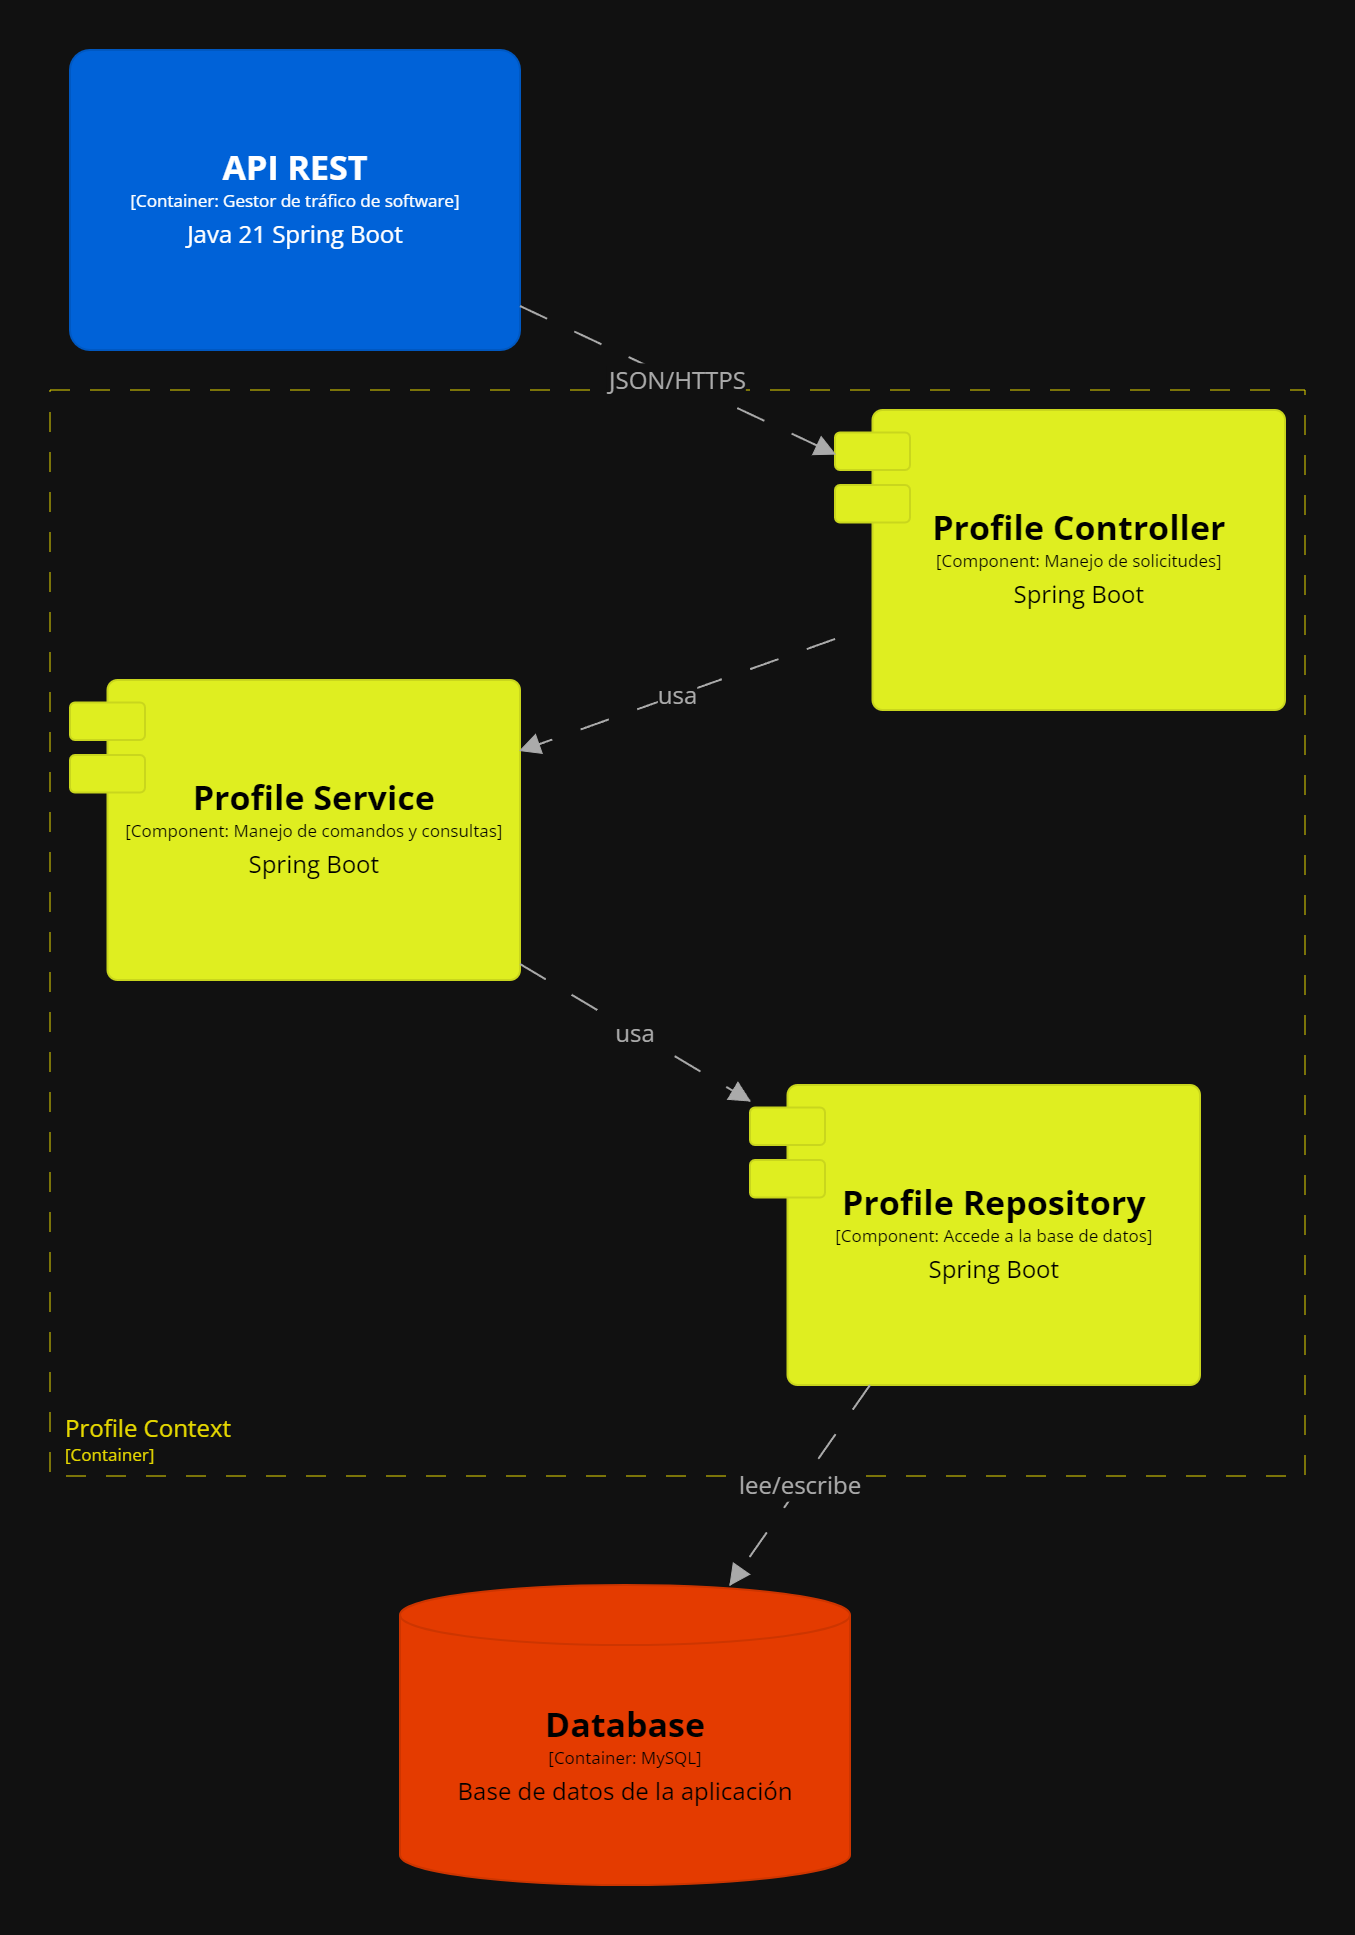 API REST
[Container: Gestor de tráfico de software]
Java 21 Spring Boot
JSON/HTTPS
Profile Controller
[Component: Manejo de solicitudes]
Spring Boot
usa
Profile Service
[Component: Manejo de comandos y consultas]
Spring Boot
usa
Profile Repository
[Component: Accede a la base de datos]
Spring Boot
Profile Context
[Container]
lee/escribe
Database
[Container: MySQL]
Base de datos de la aplicación